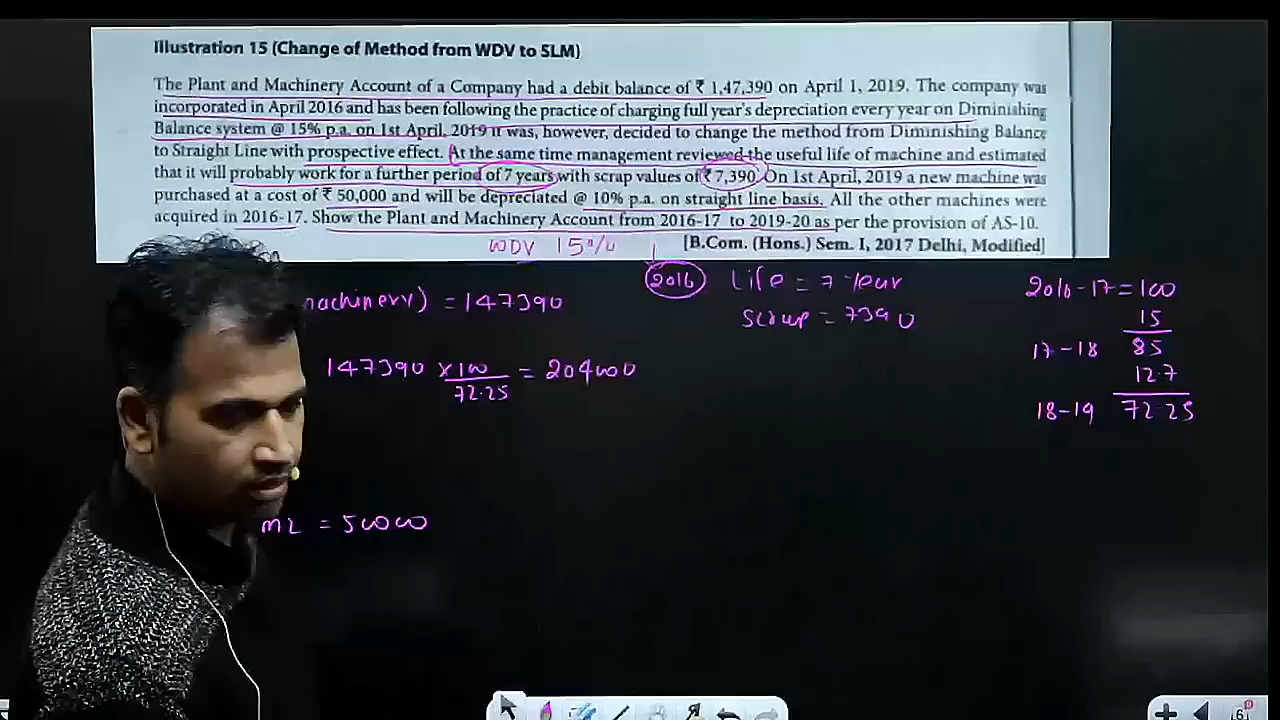 Illustration 15 (Change of Method from WDV to SLM)
The Plant and Machinery Account of a Company had a debit balance of ₹ 1,47,390 on April 1, 2019. The company was
incorporated in April 2016 and has been following the practice of charging full year's depreciation every year on Diminishing
Balance system @ 15% p.a. on 1st April, 2019 it was, however, decided to change the method from Diminishing Balance
to Straight Line with prospective effect. At the same time management reviewed the useful life of machine and estimated
that it will probably work for a further period of 7 years with scrap values of ₹ 7,390. On 1st April, 2019 a new machine was
purchased at a cost of ₹ 50,000 and will be depreciated @ 10% p.a. on straight line basis. All the other machines were
acquired in 2016-17. Show the Plant and Machinery Account from 2016-17 to 2019-20 as per the provision of AS-10.
[B.Com. (Hons.) Sem. I, 2017 Delhi, Modified]
WDV 15%
machinery) = 147390
2016
Life = 7 year
Scrap = 7390
147390 × 100 / 72.25 = 204000
2016-17 = 100
15
17-18 85
12.7
18-19 72.25
m2 = 50000